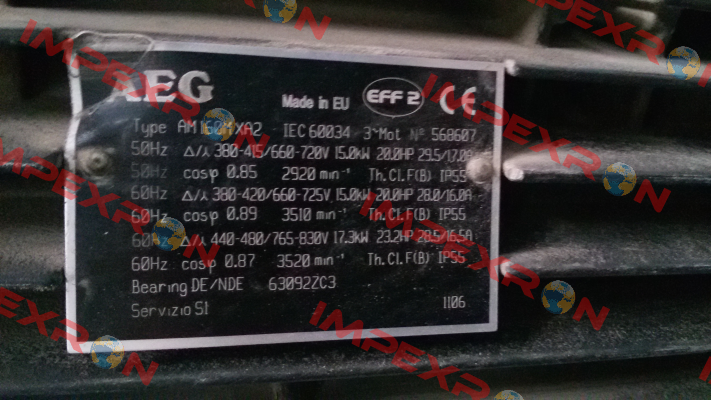 AEG
Made in EU EFF 2 CE
Type AM160MXA2 IEC 60034 3~Mot Nº 568607
50Hz Δ/⅄ 380-415/660-720V 15.0kW 20.0HP 29.5/17.0A
50Hz cosφ 0.85 2920 min⁻¹ Th.Cl.F(B) IP55
60Hz Δ/⅄ 380-420/660-725V 15.0kW 20.0HP 28.0/16.0A
60Hz cosφ 0.89 3510 min⁻¹ Th.Cl.F(B) IP55
60Hz Δ/⅄ 440-480/765-830V 17.3kW 23.2HP 28.5/16.5A
60Hz cosφ 0.87 3520 min⁻¹ Th.Cl.F(B) IP55
Bearing DE/NDE 63092ZC3
Servizio S1 1106
IMPEXRON
IMPEXRON
IMPEXRON
IMPEXRON
IMPEXRON